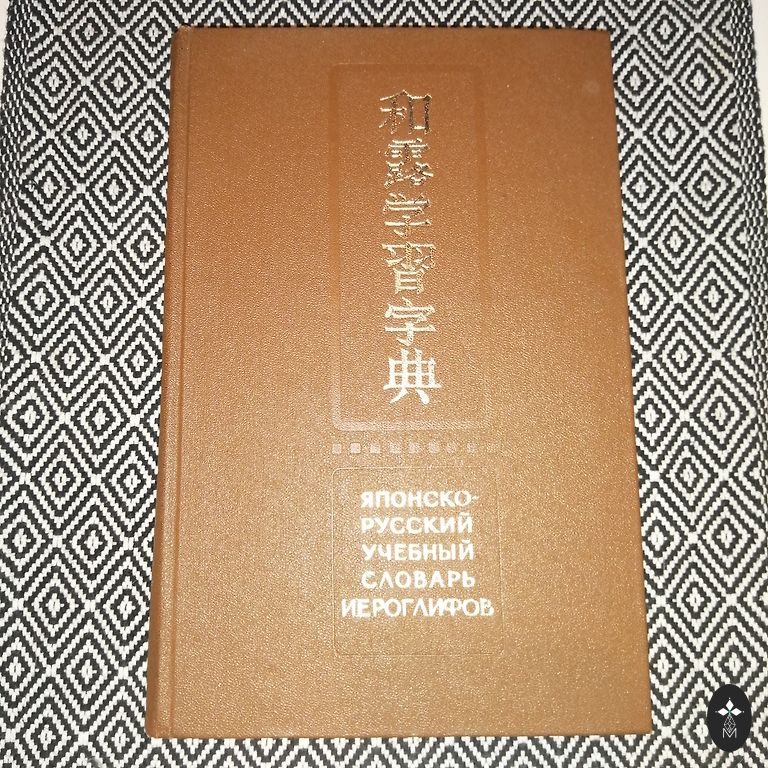 和露学習字典
ЯПОНСКО-
РУССКИЙ
УЧЕБНЫЙ
СЛОВАРЬ
ИЕРОГЛИФОВ